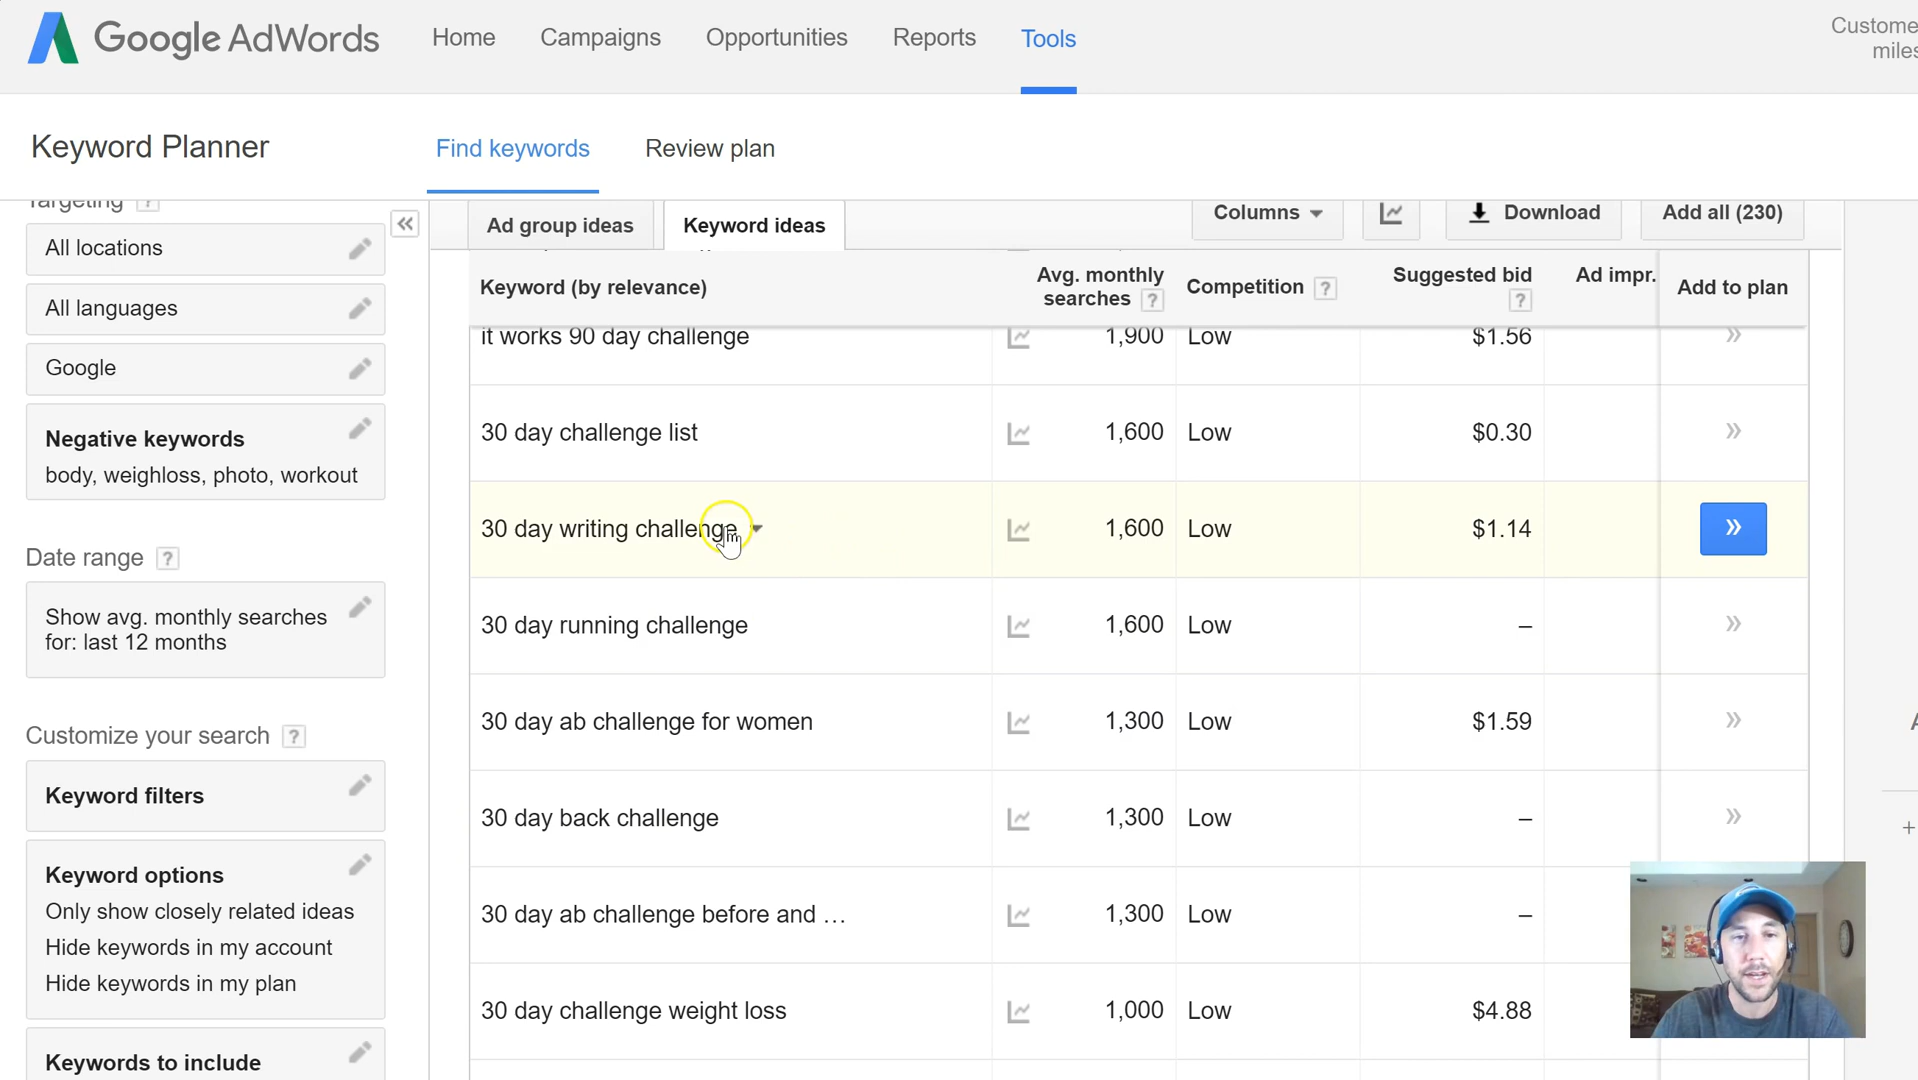 Google AdWords Home Campaigns Opportunities Reports Tools Custome
miles
Keyword Planner Find keywords Review plan
Targeting ?
Ad group ideas Keyword ideas Columns Download Add all (230)
All locations
All languages
Google
Negative keywords
body, weighloss, photo, workout
Date range ?
Show avg. monthly searches
for: last 12 months
Customize your search ?
Keyword filters
Keyword options
Only show closely related ideas
Hide keywords in my account
Hide keywords in my plan
Keywords to include
Keyword (by relevance) Avg. monthly searches ? Competition ? Suggested bid ? Ad impr. Add to plan
it works 90 day challenge 1,900 Low $1.56 »
30 day challenge list 1,600 Low $0.30 »
30 day writing challenge 1,600 Low $1.14 »
30 day running challenge 1,600 Low – »
30 day ab challenge for women 1,300 Low $1.59 »
30 day back challenge 1,300 Low – »
30 day ab challenge before and … 1,300 Low –
30 day challenge weight loss 1,000 Low $4.88